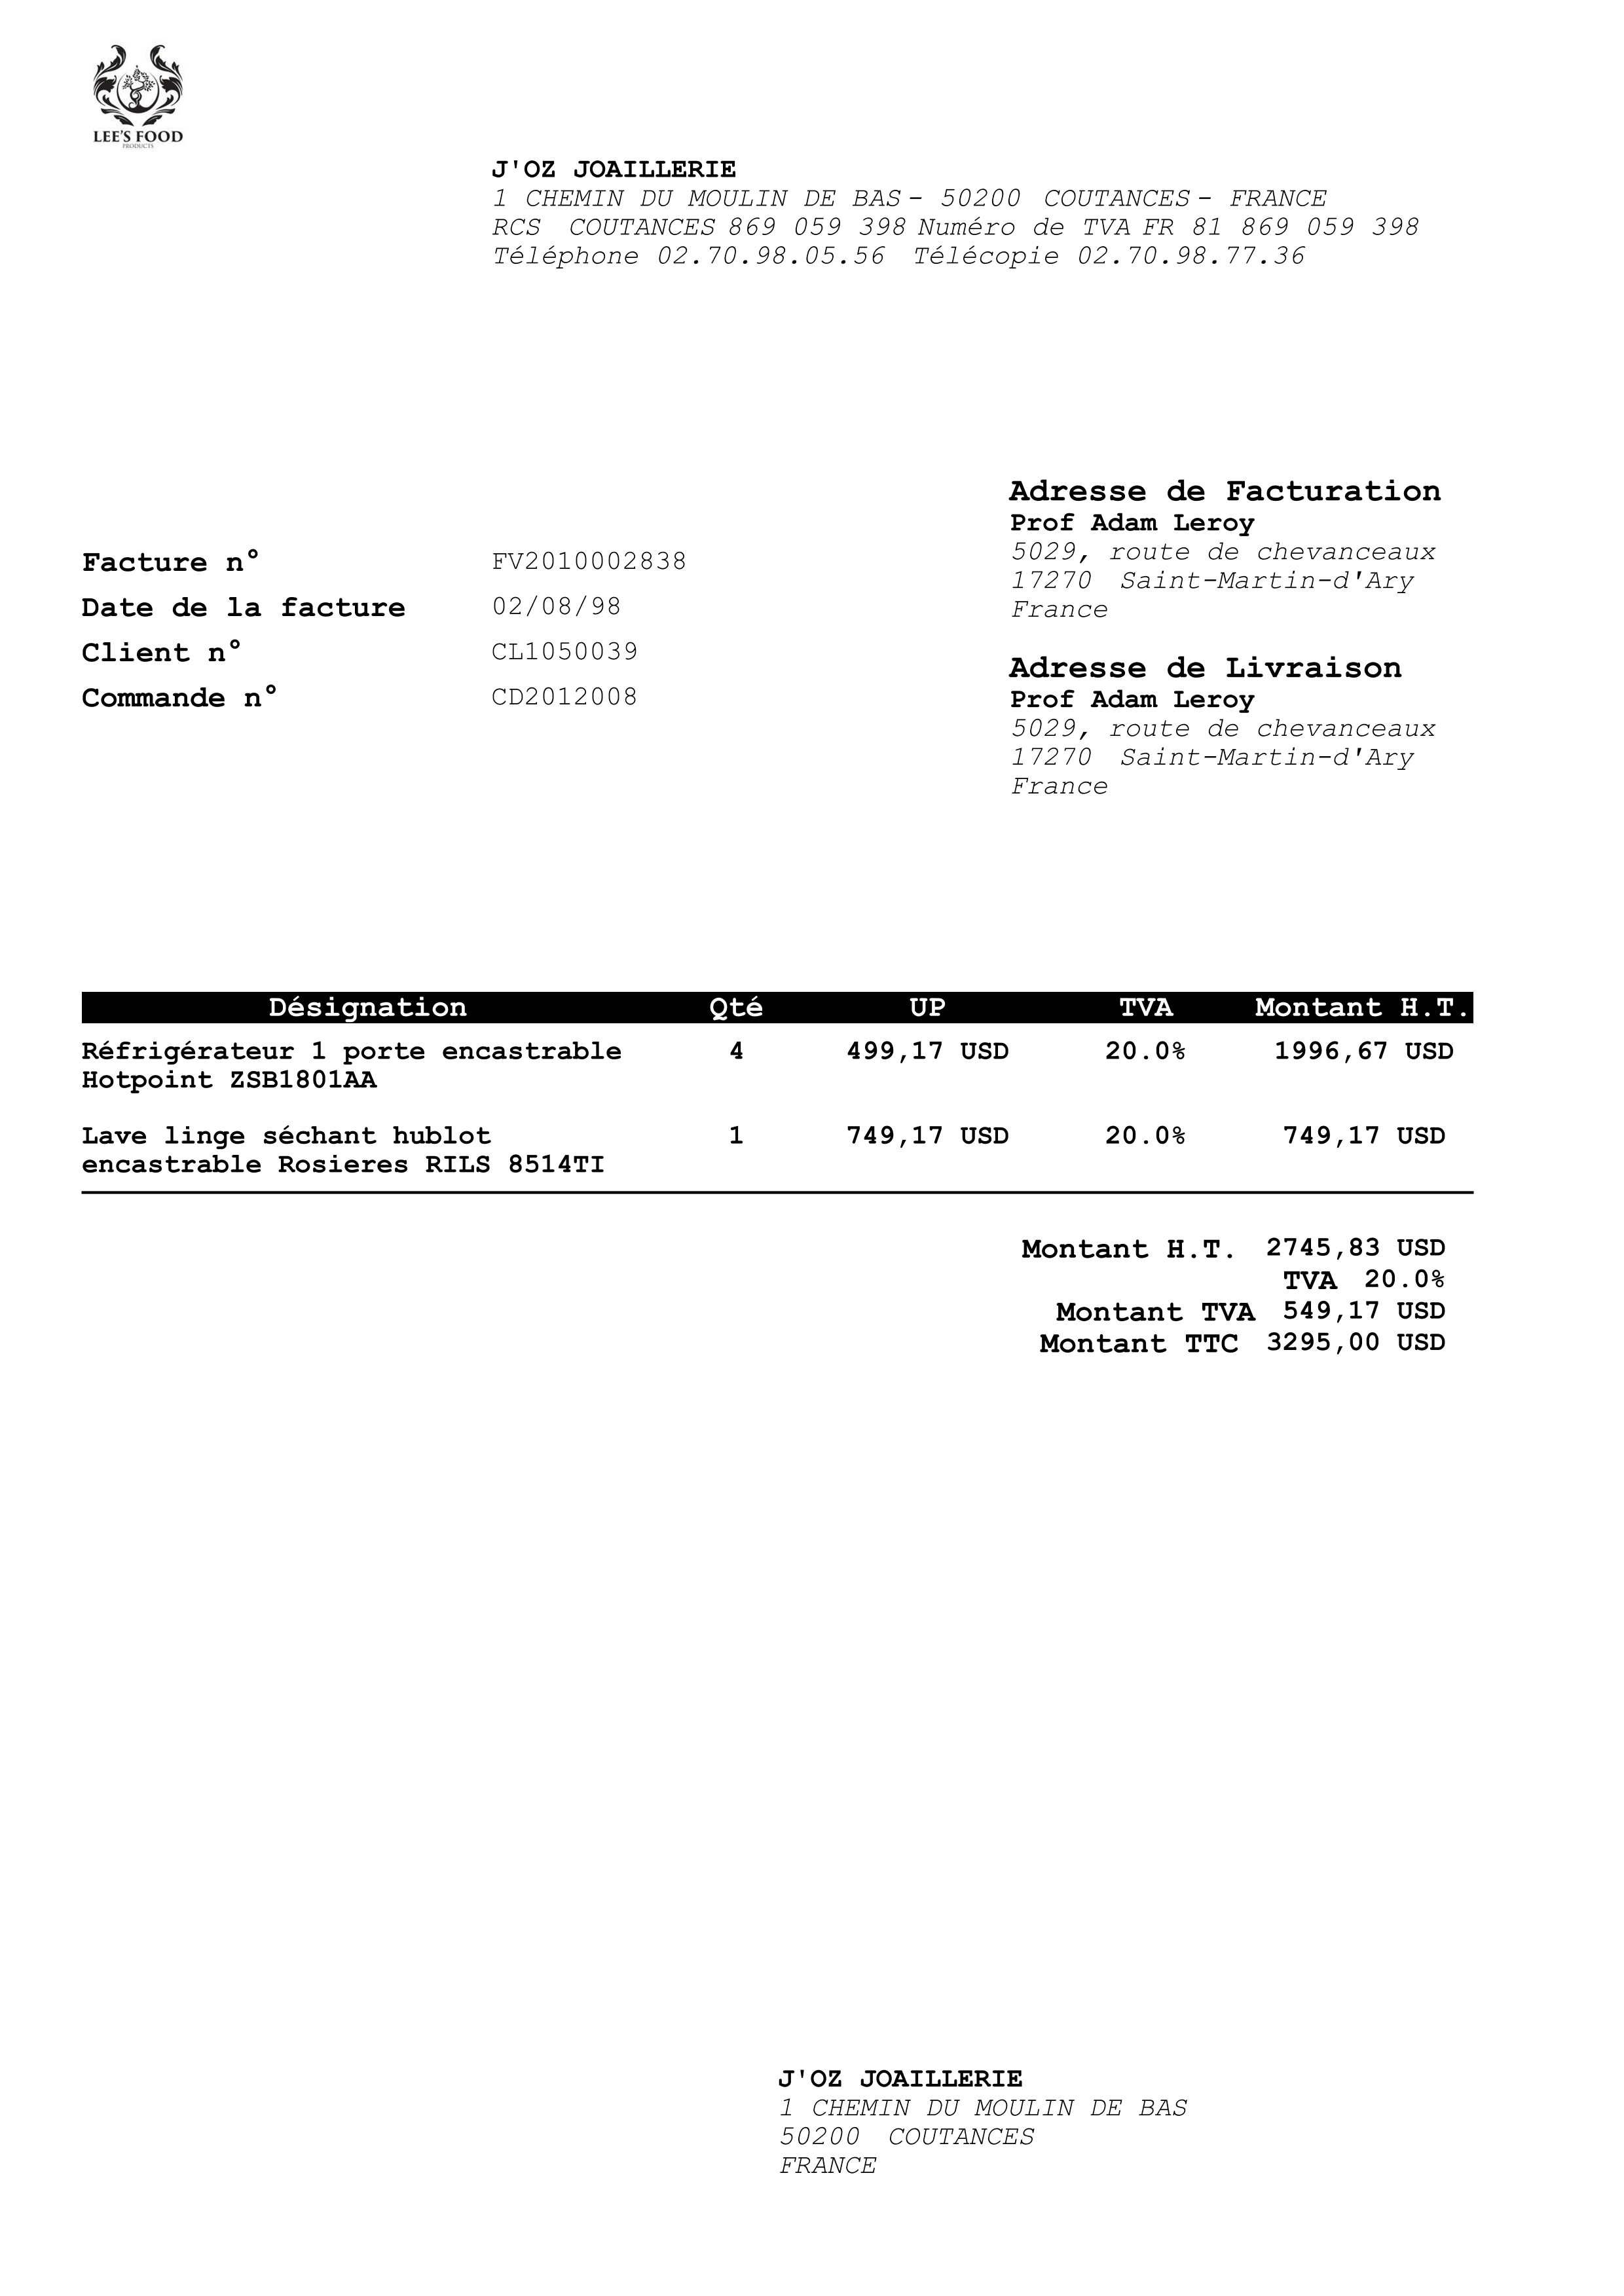 LEE'S FOOD
PRODUCTS
J'OZ JOAILLERIE
1 CHEMIN DU MOULIN DE BAS - 50200 COUTANCES - FRANCE
RCS COUTANCES 869 059 398 Numéro de TVA FR 81 869 059 398
Téléphone 02.70.98.05.56 Télécopie 02.70.98.77.36
Adresse de Facturation
Prof Adam Leroy
5029, route de chevanceaux
17270 Saint-Martin-d'Ary
France
Facture n° FV2010002838
Date de la facture 02/08/98
Client n° CL1050039
Commande n° CD2012008
Adresse de Livraison
Prof Adam Leroy
5029, route de chevanceaux
17270 Saint-Martin-d'Ary
France
Désignation Qté UP TVA Montant H.T.
Réfrigérateur 1 porte encastrable 4 499,17 USD 20.0% 1996,67 USD
Hotpoint ZSB1801AA
Lave linge séchant hublot 1 749,17 USD 20.0% 749,17 USD
encastrable Rosieres RILS 8514TI
Montant H.T. 2745,83 USD
TVA 20.0%
Montant TVA 549,17 USD
Montant TTC 3295,00 USD
J'OZ JOAILLERIE
1 CHEMIN DU MOULIN DE BAS
50200 COUTANCES
FRANCE